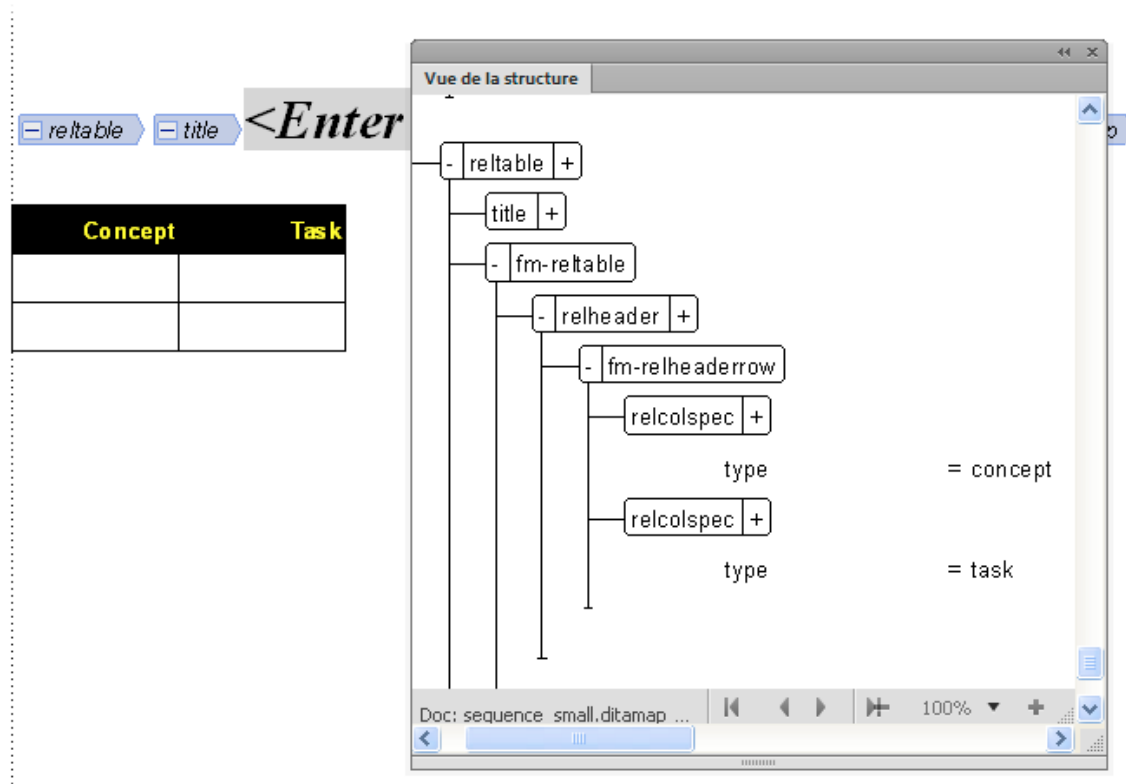 Vue de la structure
reltable title <Enter
reltable +
title +
Concept Task
- fm-reltable
- relheader +
- fm-relheaderrow
relcolspec +
type = concept
relcolspec +
type = task
Doc: sequence_small.ditamap ... 100%